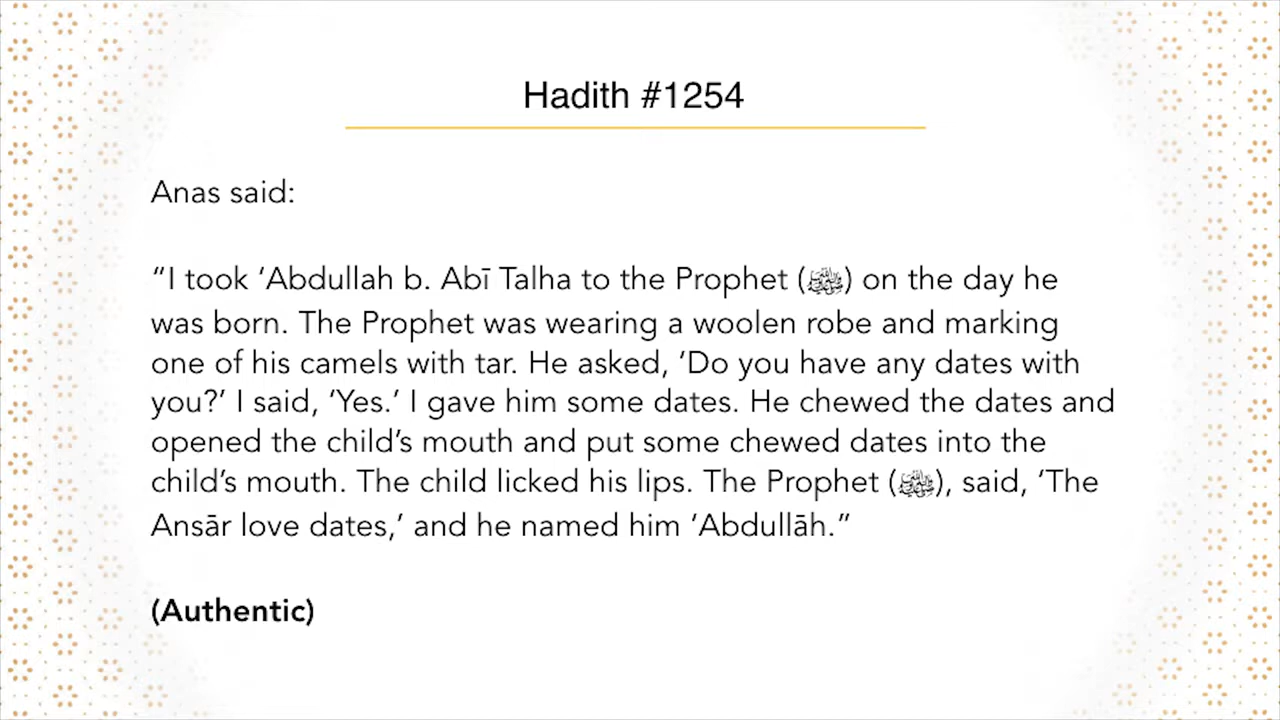 Hadith #1254
Anas said:
“I took ‘Abdullah b. Abī Talha to the Prophet (ﷺ) on the day he
was born. The Prophet was wearing a woolen robe and marking
one of his camels with tar. He asked, ‘Do you have any dates with
you?’ I said, ‘Yes.’ I gave him some dates. He chewed the dates and
opened the child’s mouth and put some chewed dates into the
child’s mouth. The child licked his lips. The Prophet (ﷺ), said, ‘The
Ansār love dates,’ and he named him ‘Abdullāh.”
(Authentic)